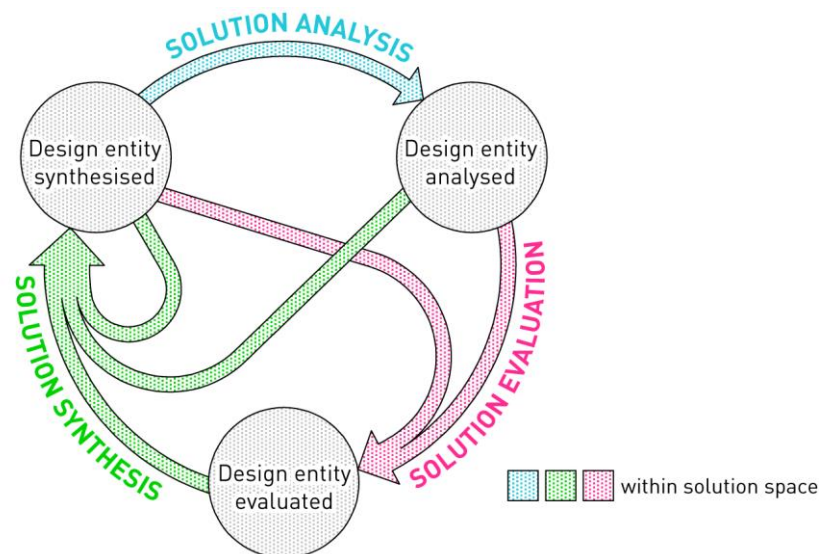 SOLUTION ANALYSIS
Design entity
synthesised
Design entity
analysed
SOLUTION SYNTHESIS
SOLUTION EVALUATION
Design entity
evaluated
within solution space